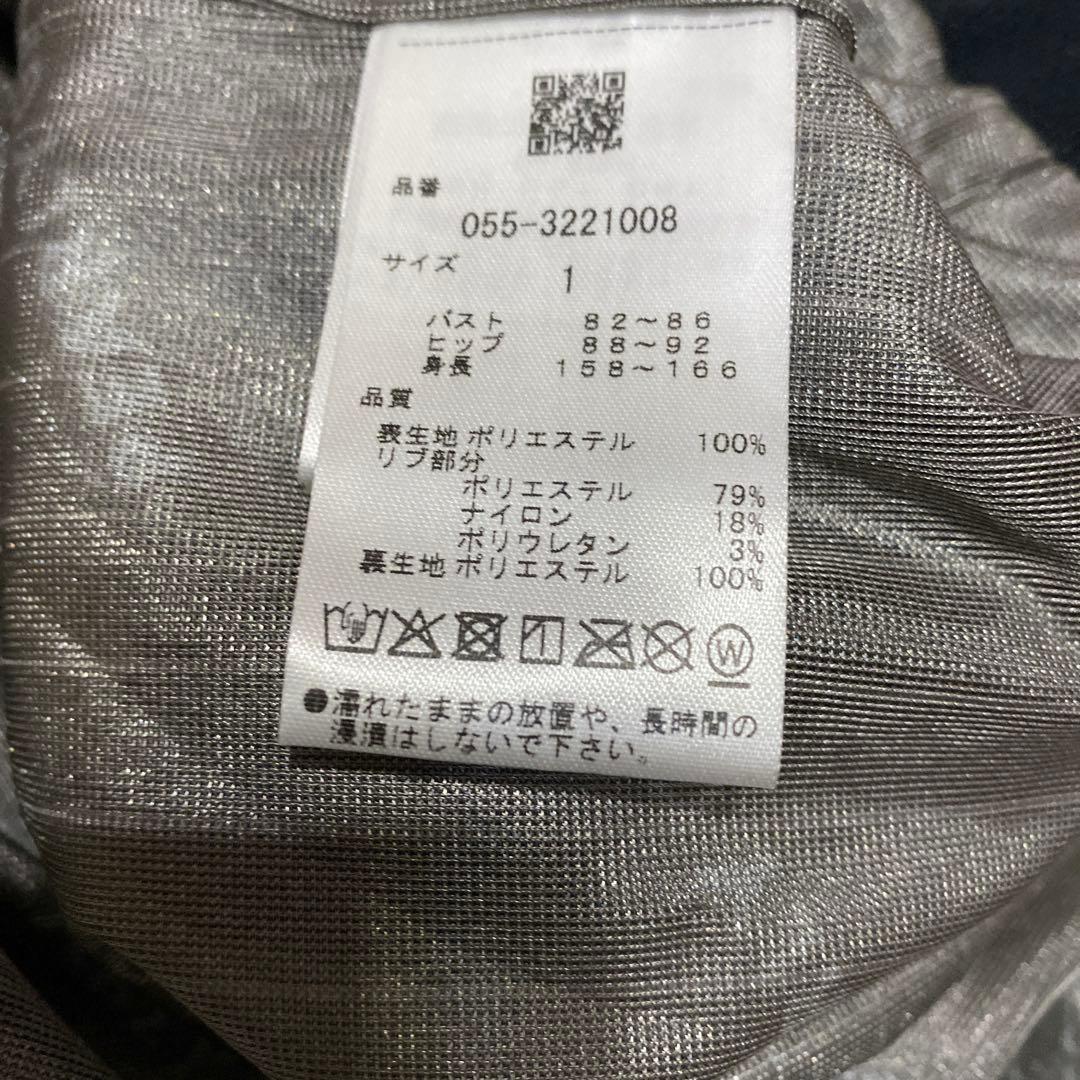 品番
055-3221008
サイズ 1
バスト 82～86
ヒップ 88～92
身長 158～166
品質
表生地 ポリエステル 100%
リブ部分
ポリエステル 79%
ナイロン 18%
ポリウレタン 3%
裏生地 ポリエステル 100%
W
●濡れたままの放置や、長時間の
浸漬はしないで下さい。